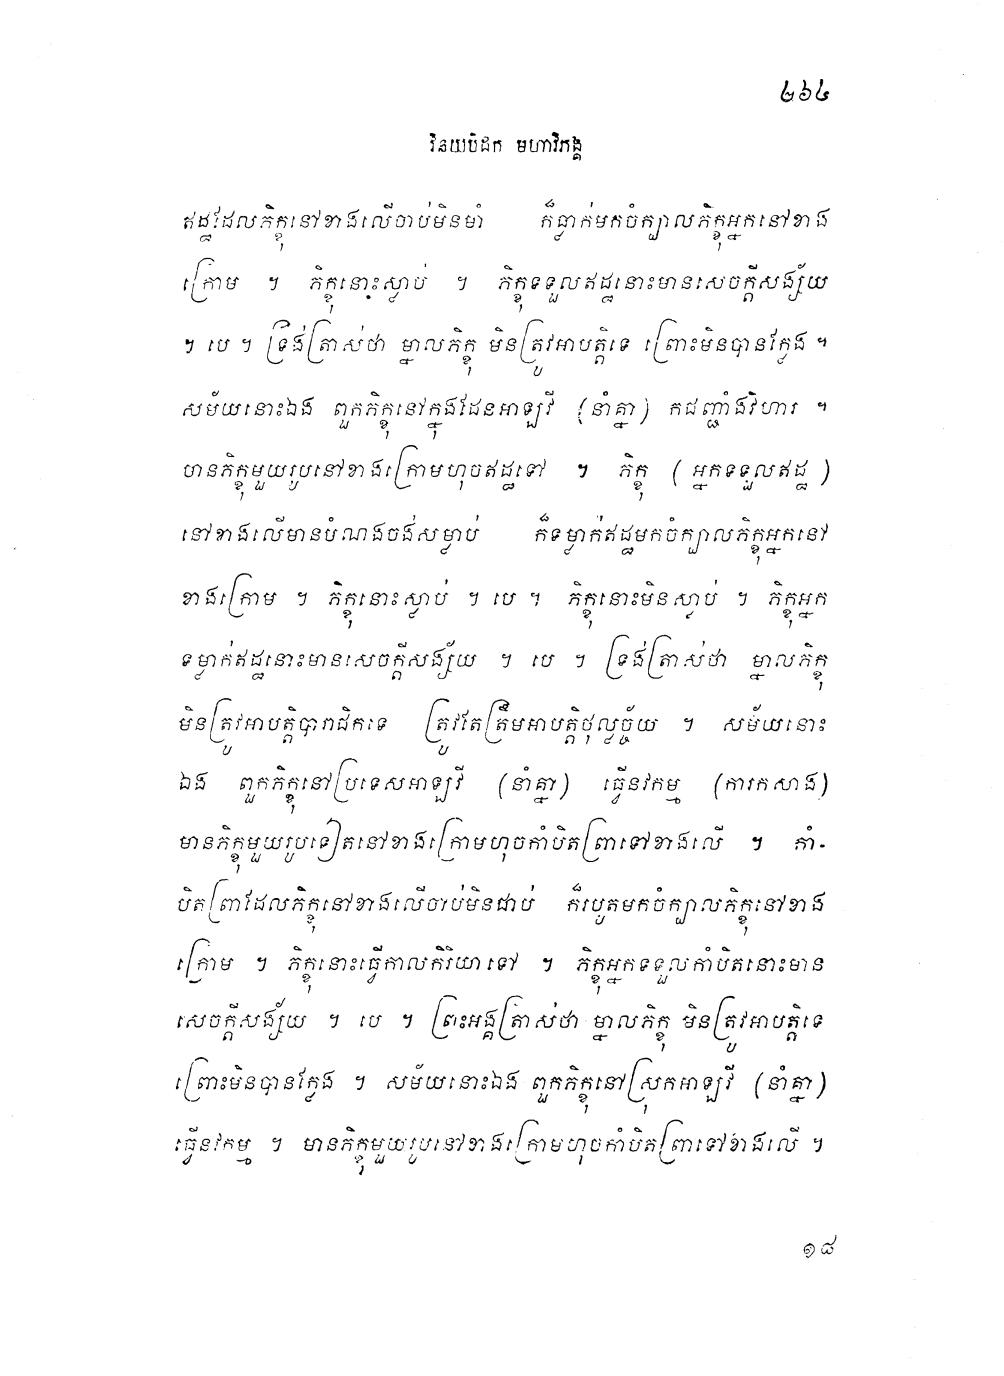 ២៦៤
វិនយបិដក មហាវិភង្គ
ឥដ្ឋដែលភិក្ខុនៅខាងលើចាប់មិនមាំ ក៏ធ្លាក់មកចំក្បាលភិក្ខុអ្នកនៅខាង
ក្រោម ។ ភិក្ខុនោះស្លាប់ ។ ភិក្ខុទទួលឥដ្ឋនោះមានសេចក្តីសង្ស័យ
។ បេ ។ ទ្រង់ត្រាស់ថា ម្នាលភិក្ខុ មិនត្រូវអាបត្តិទេ ព្រោះមិនបានក្លែង ។
សម័យនោះឯង ពួកភិក្ខុនៅក្នុងដែនអាឡវី (នាំគ្នា) កជញ្ជាំងវិហារ ។
មានភិក្ខុមួយរូបនៅខាងក្រោមហុចឥដ្ឋទៅ ។ ភិក្ខុ (អ្នកទទួលឥដ្ឋ)
នៅខាងលើមានបំណងចង់សម្លាប់ ក៏ទម្លាក់ឥដ្ឋមកចំក្បាលភិក្ខុអ្នកនៅ
ខាងក្រោម ។ ភិក្ខុនោះស្លាប់ ។ បេ ។ ភិក្ខុនោះមិនស្លាប់ ។ ភិក្ខុអ្នក
ទម្លាក់ឥដ្ឋនោះមានសេចក្តីសង្ស័យ ។ បេ ។ ទ្រង់ត្រាស់ថា ម្នាលភិក្ខុ
មិនត្រូវអាបត្តិបារាជិកទេ ត្រូវតែត្រឹមអាបត្តិថុល្លច្ច័យ ។ សម័យនោះ
ឯង ពួកភិក្ខុនៅប្រទេសអាឡវី (នាំគ្នា) ធ្វើនវកម្ម (ការកសាង)
មានភិក្ខុមួយរូបទៀតនៅខាងក្រោមហុចកាំបិតព្រាទៅខាងលើ ។ កាំ-
បិតព្រាដែលភិក្ខុនៅខាងលើចាប់មិនជាប់ ក៏របូតមកចំក្បាលភិក្ខុនៅខាង
ក្រោម ។ ភិក្ខុនោះធ្វើកាលកិរិយាទៅ ។ ភិក្ខុអ្នកទទួលកាំបិតនោះមាន
សេចក្តីសង្ស័យ ។ បេ ។ ព្រះអង្គត្រាស់ថា ម្នាលភិក្ខុ មិនត្រូវអាបត្តិទេ
ព្រោះមិនបានក្លែង ។ សម័យនោះឯង ពួកភិក្ខុនៅស្រុកអាឡវី (នាំគ្នា)
ធ្វើនវកម្ម ។ មានភិក្ខុមួយរូបនៅខាងក្រោមហុចកាំបិតព្រាទៅខាងលើ ។
១៨